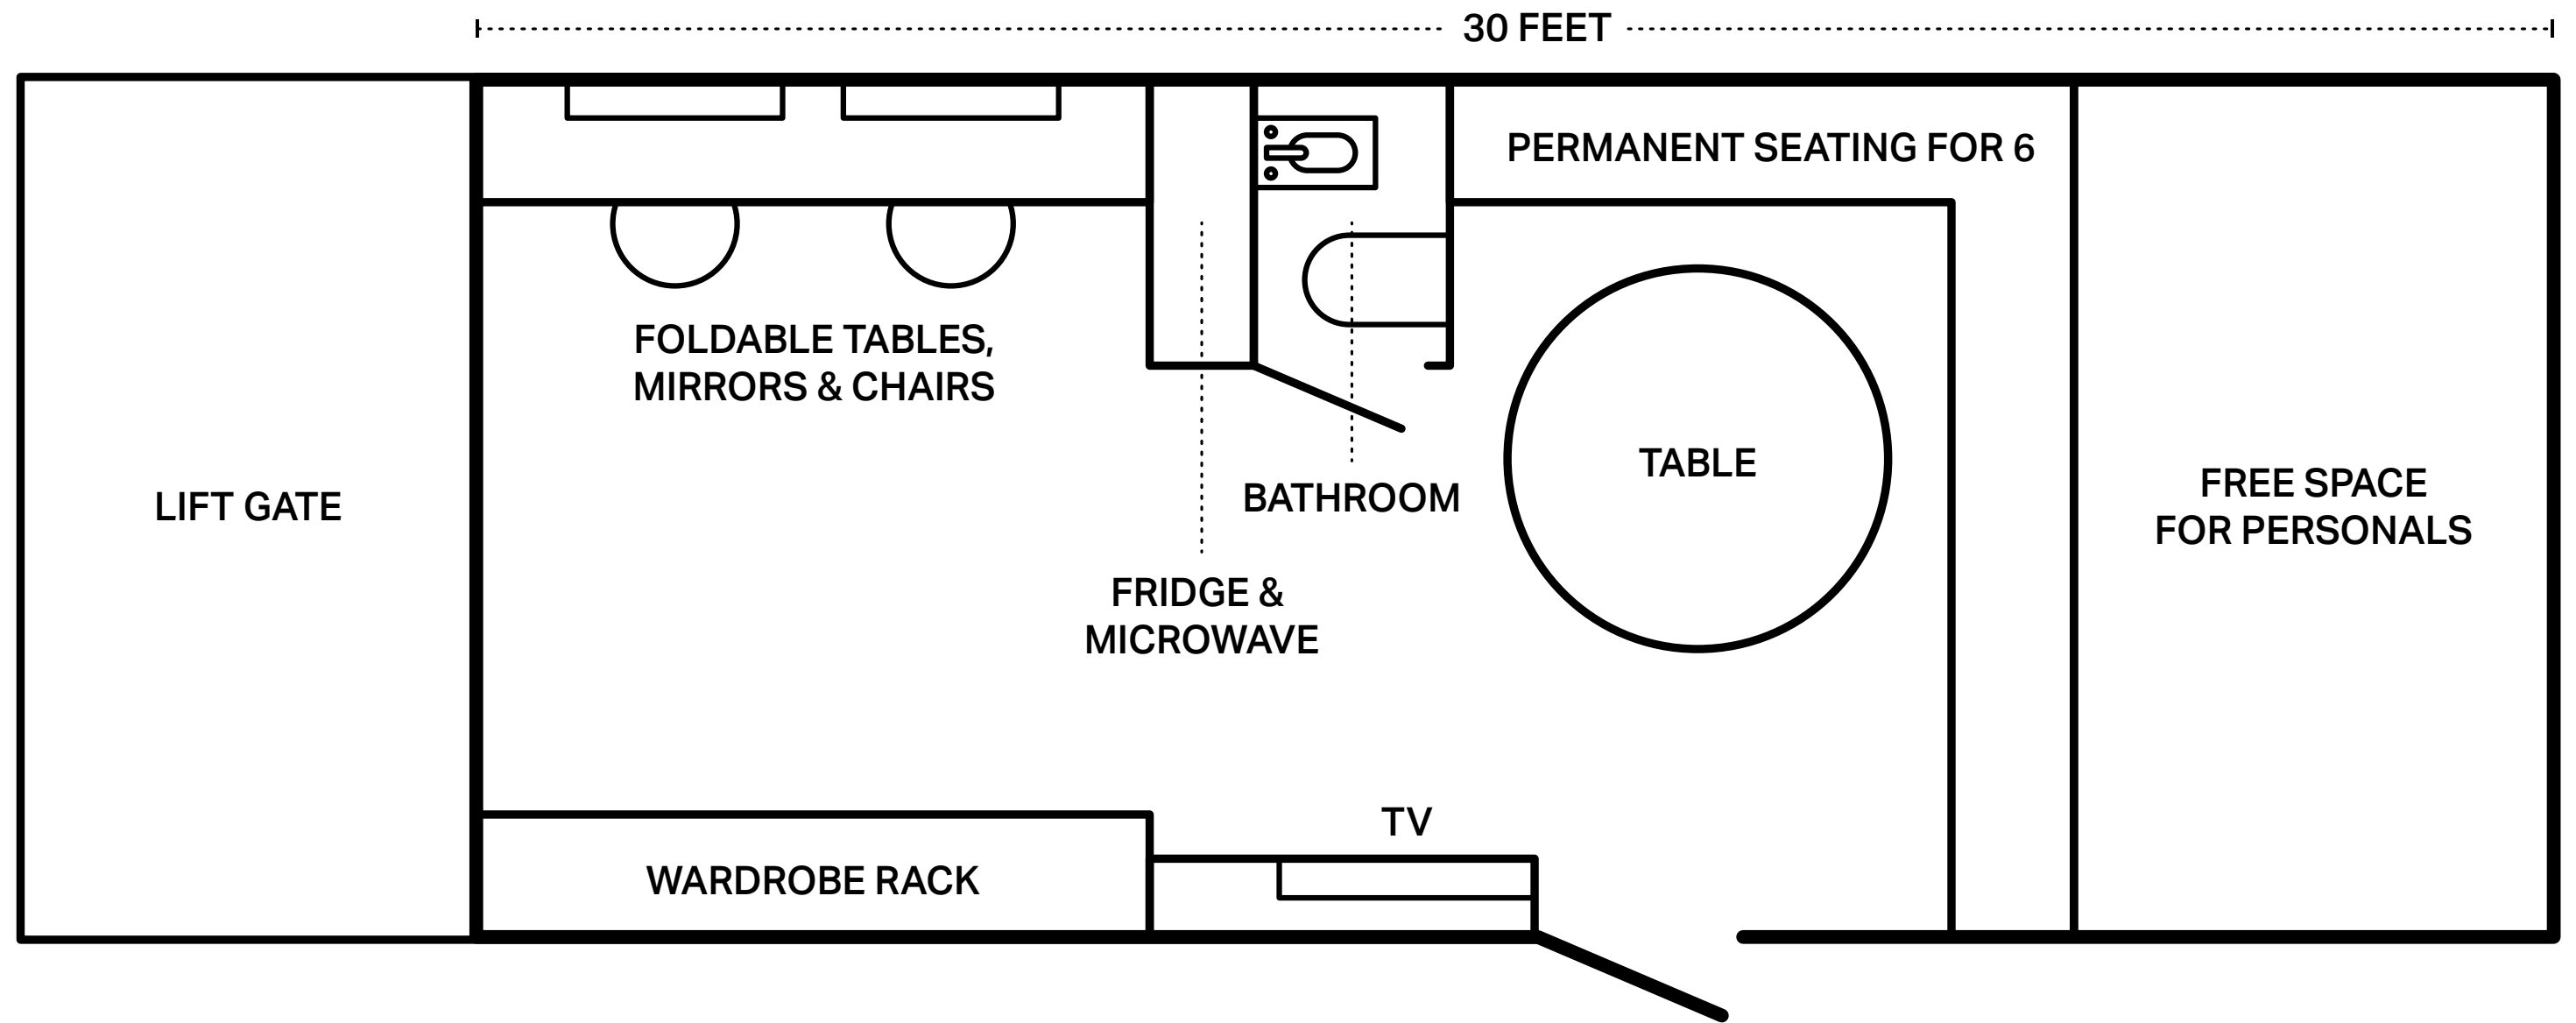 30 FEET
PERMANENT SEATING FOR 6
FOLDABLE TABLES,
MIRRORS & CHAIRS
LIFT GATE
TABLE
BATHROOM
FREE SPACE
FOR PERSONALS
FRIDGE &
MICROWAVE
TV
WARDROBE RACK